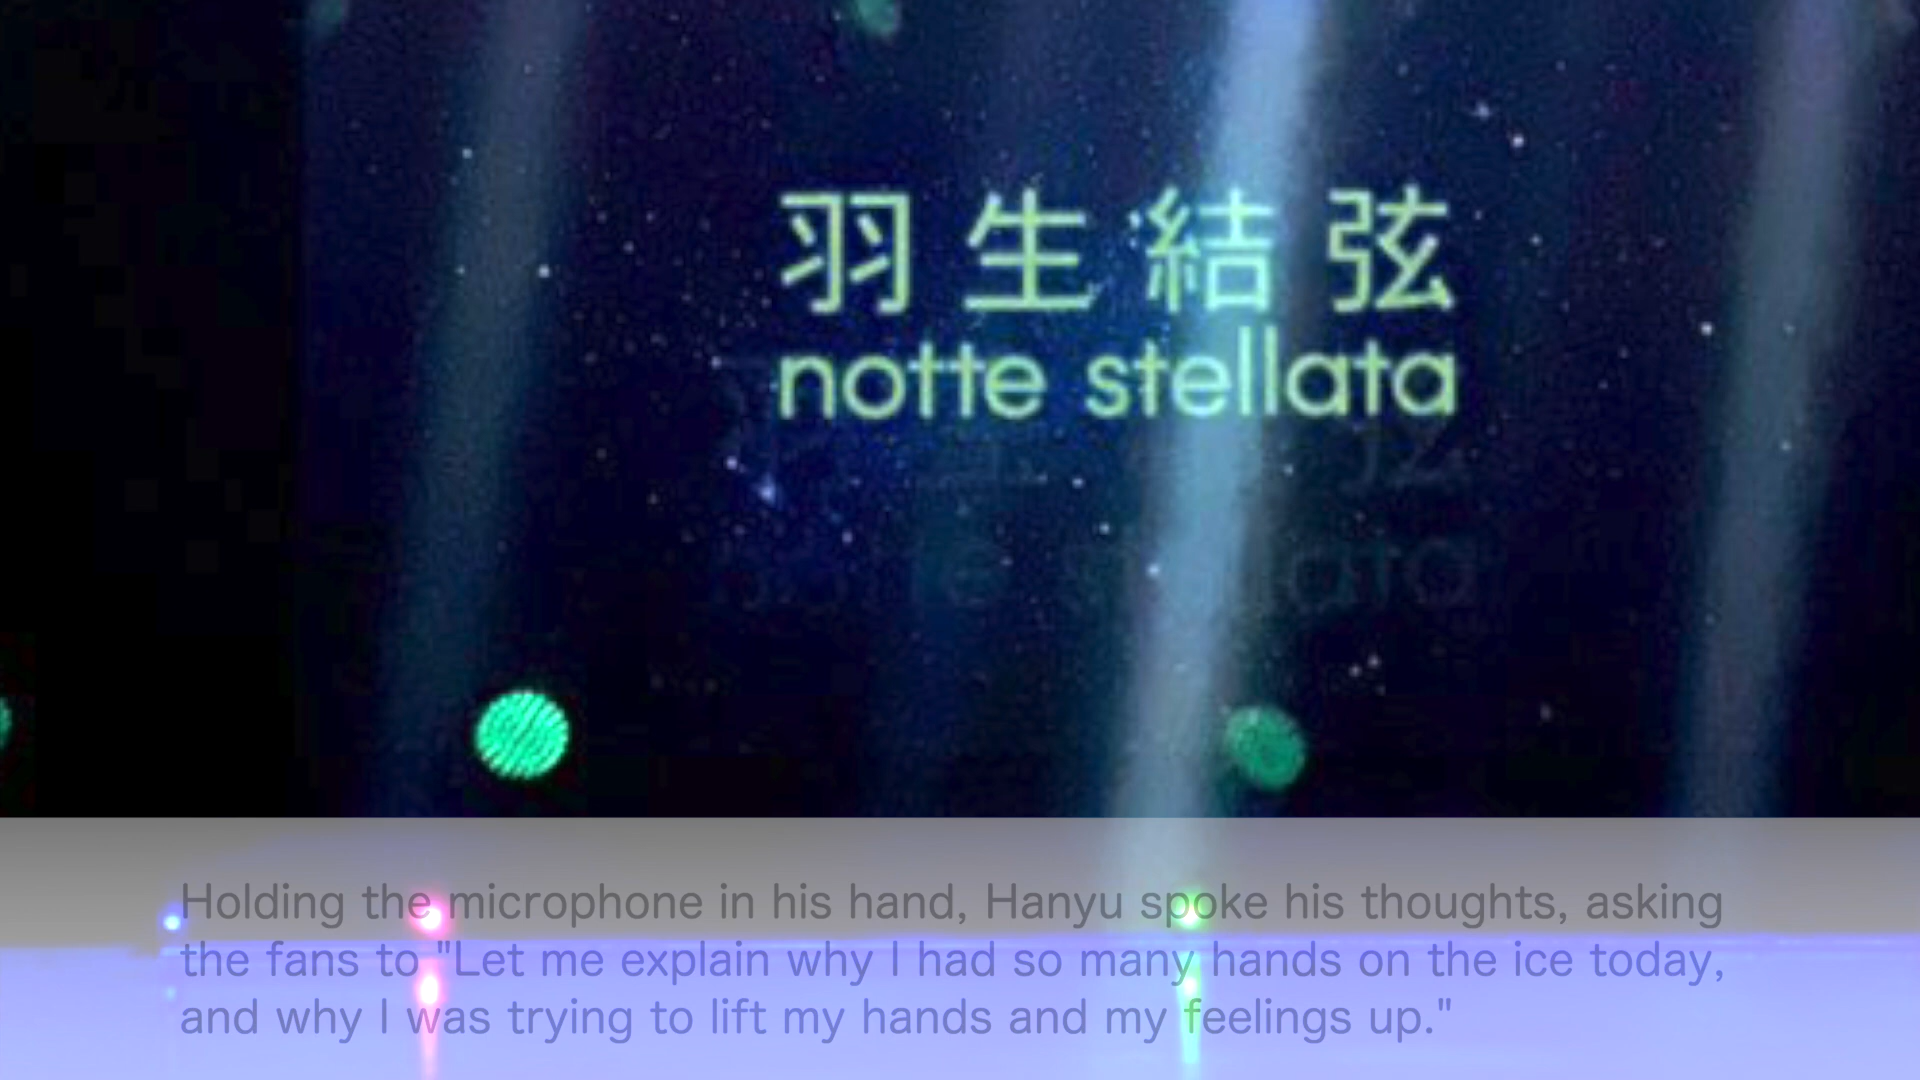 羽生結弦
notte stellata
Holding the microphone in his hand, Hanyu spoke his thoughts, asking
the fans to "Let me explain why I had so many hands on the ice today,
and why I was trying to lift my hands and my feelings up."